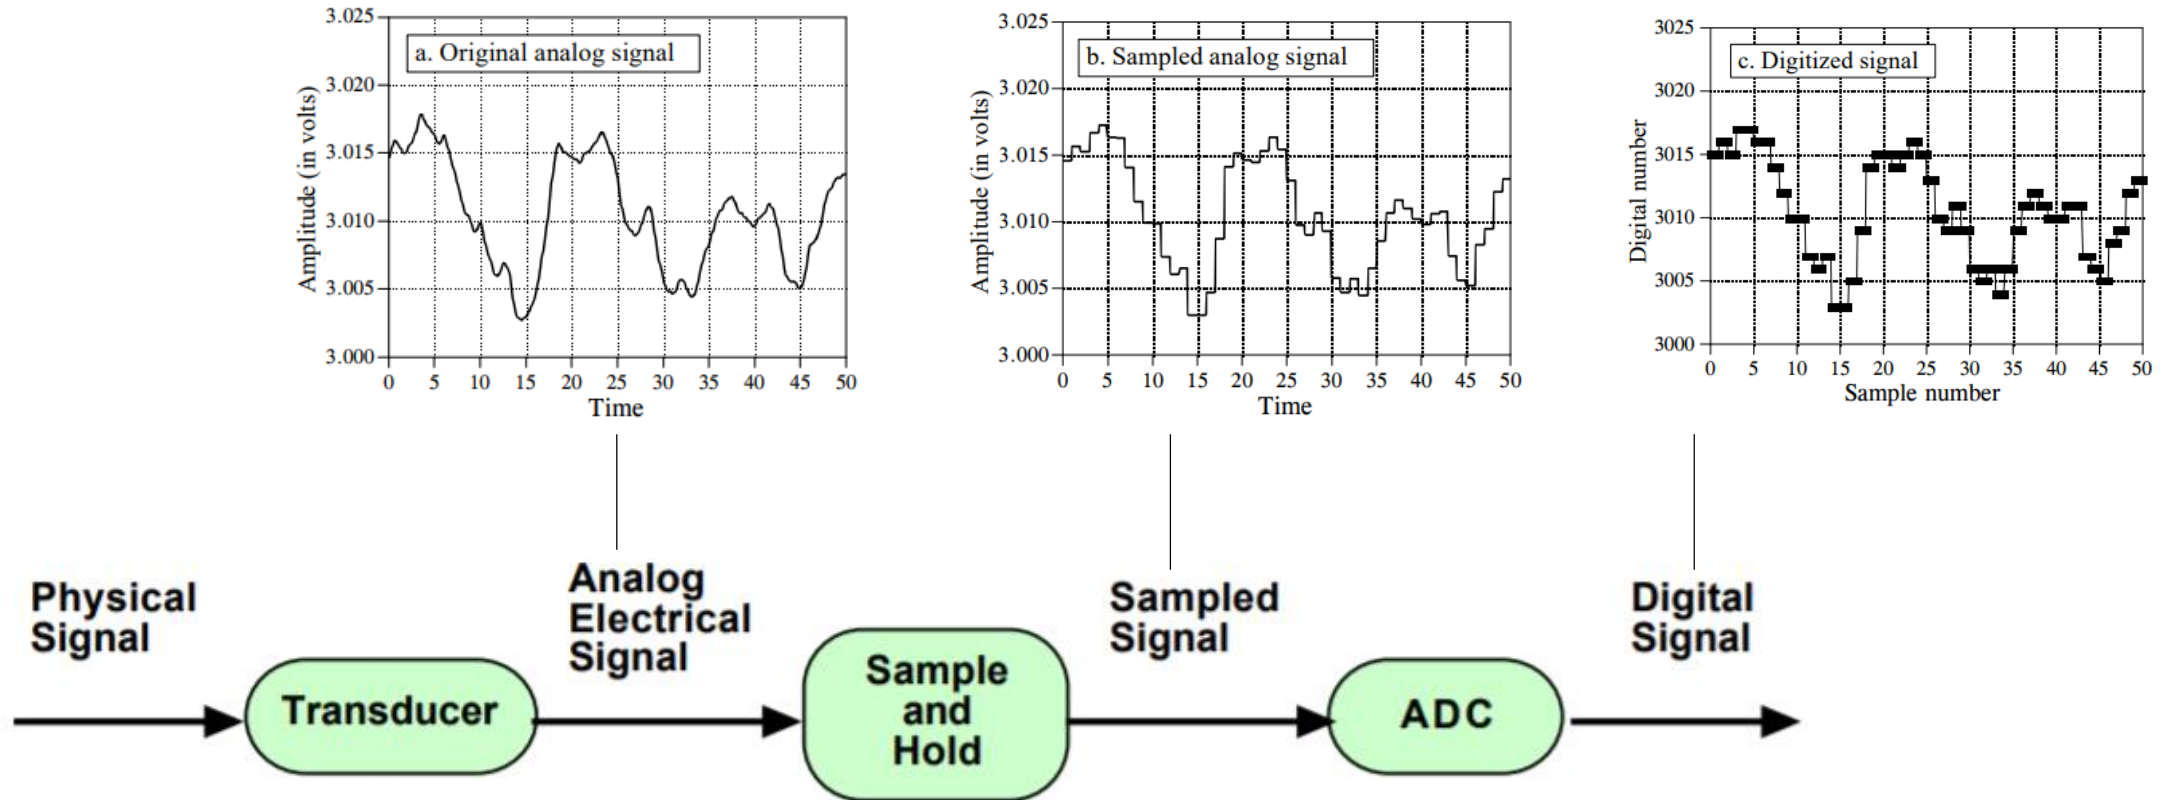 3.025
3.020
3.015
3.010
3.005
3.000
Amplitude (in volts)
a. Original analog signal
0 5 10 15 20 25 30 35 40 45 50
Time
3.025
3.020
3.015
3.010
3.005
3.000
Amplitude (in volts)
b. Sampled analog signal
0 5 10 15 20 25 30 35 40 45 50
Time
3025
3020
3015
3010
3005
3000
Digital number
c. Digitized signal
0 5 10 15 20 25 30 35 40 45 50
Sample number
Physical
Signal
Transducer
Analog
Electrical
Signal
Sample
and
Hold
Sampled
Signal
ADC
Digital
Signal